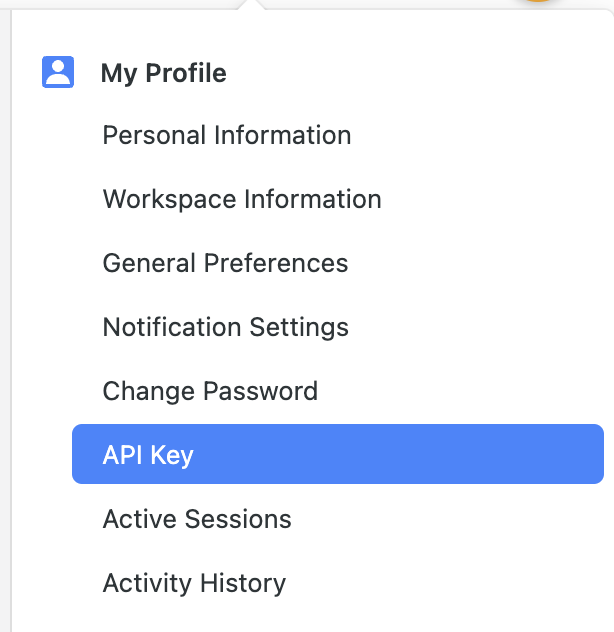 My Profile
Personal Information
Workspace Information
General Preferences
Notification Settings
Change Password
API Key
Active Sessions
Activity History